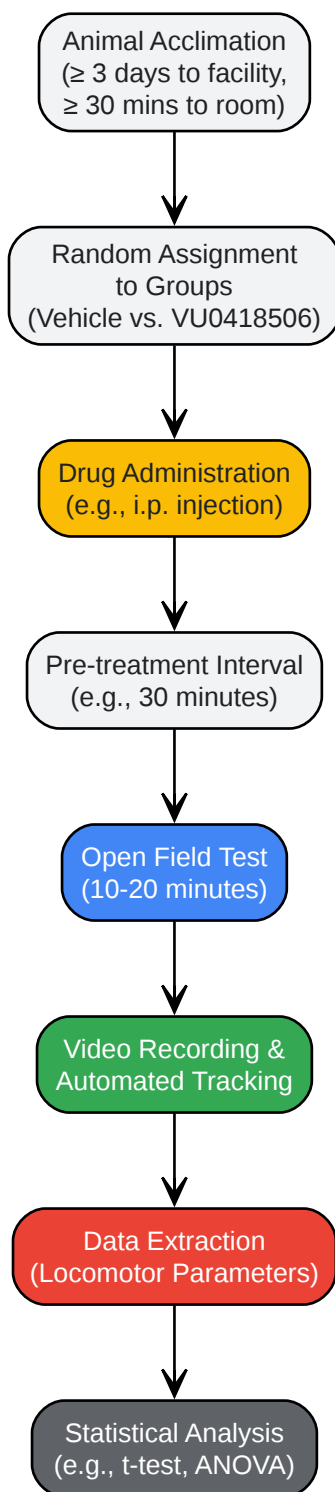 Animal Acclimation
(≥ 3 days to facility,
≥ 30 mins to room)
Random Assignment
to Groups
(Vehicle vs. VU0418506)
Drug Administration
(e.g., i.p. injection)
Pre-treatment Interval
(e.g., 30 minutes)
Open Field Test
(10-20 minutes)
Video Recording &
Automated Tracking
Data Extraction
(Locomotor Parameters)
Statistical Analysis
(e.g., t-test, ANOVA)